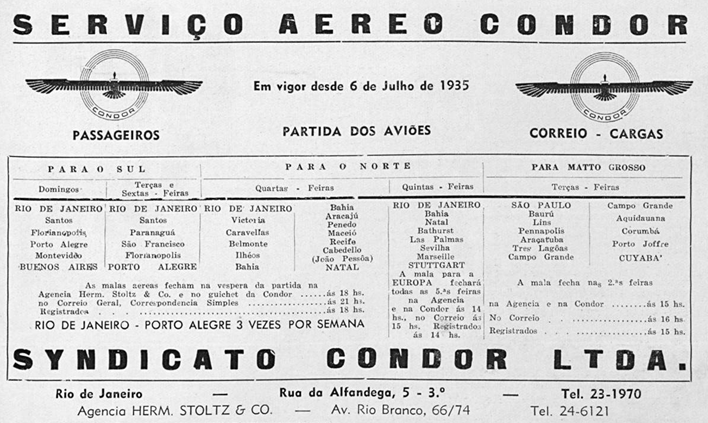 SERVIÇO AEREO CONDOR
Em vigor desde 6 de Julho de 1935
CONDOR
CONDOR
PASSAGEIROS
PARTIDA DOS AVIÕES
CORREIO - CARGAS
PARA O SUL
PARA O NORTE
PARA MATTO GROSSO
Domingos
Terças e
Sextas - Feiras
Quartas - Feiras
Quintas - Feiras
Terças - Feiras
RIO DE JANEIRO
Santos
Florianopolis
Porto Alegre
Montevidéo
BUENOS AIRES
RIO DE JANEIRO
Santos
Paranaguá
São Francisco
Florianopolis
PORTO ALEGRE
RIO DE JANEIRO
Victoria
Caravellas
Belmonte
Ilhéos
Bahia
Bahia
Aracajú
Penedo
Maceió
Recife
Cabedello
(João Pessôa)
NATAL
RIO DE JANEIRO
Bahia
Natal
Bathurst
Las Palmas
Sevilha
Marseille
STUTTGART
A mala para a
EUROPA fechará
todas as 5.ªs feiras
na Agencia
e na Condor ás 14
hs., no Correio ás
15 hs. Registrados
ás 14 hs.
SÃO PAULO
Baurú
Lins
Pennapolis
Araçatuba
Tres Lagôas
Campo Grande
Campo Grande
Aquidauana
Corumbá
Porto Joffre
CUYABA'
As malas aereas fecham na vespera da partida na
Agencia Herm. Stoltz & Co. e no guichet da Condor ......ás 18 hs.
no Correio Geral, Correspondencia Simples ......ás 21 hs.
Registrados ......ás 18 hs.
RIO DE JANEIRO - PORTO ALEGRE 3 VEZES POR SEMANA
A mala fecha nas 2.ªs feiras
na Agencia e na Condor ......ás 15 hs.
No Correio ......ás 16 hs.
Registrados ......ás 15 hs.
SYNDICATO CONDOR LTDA.
Rio de Janeiro — Rua da Alfandega, 5 - 3.º — Tel. 23-1970
Agencia HERM. STOLTZ & CO. — Av. Rio Branco, 66/74 Tel. 24-6121